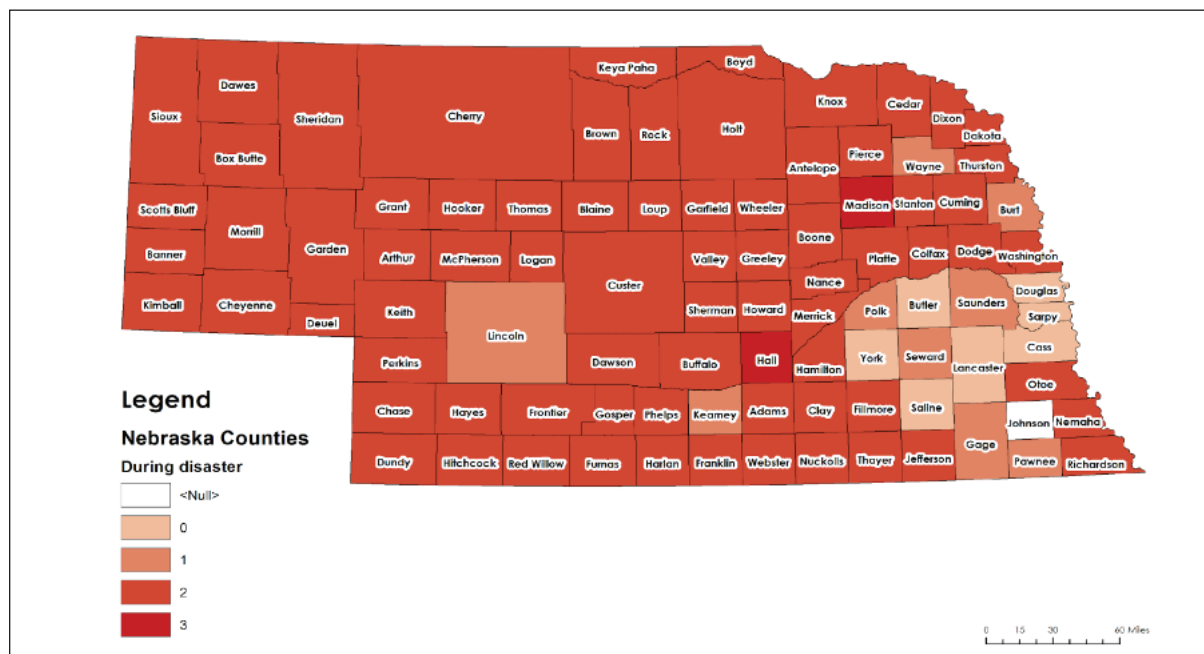 Keya Paha
Boyd
Dawes
Knox
Cedar
Sioux
Sheridan
Cherry
Dixon
Brown
Rock
Holt
Dakota
Box Butte
Pierce
Antelope
Wayne
Thurston
Scotts Bluff
Grant
Hooker
Thomas
Blaine
Loup
Garfield
Wheeler
Madison
Stanton
Cuming
Burt
Morrill
Boone
Banner
Garden
Arthur
McPherson
Logan
Valley
Greeley
Platte
Colfax
Dodge
Washington
Custer
Nance
Douglas
Kimball
Cheyenne
Keith
Sherman
Howard
Merrick
Polk
Butler
Saunders
Sarpy
Deuel
Lincoln
Cass
Perkins
Dawson
Buffalo
Hall
Hamilton
York
Seward
Lancaster
Otoe
Chase
Hayes
Frontier
Gosper
Phelps
Kearney
Adams
Clay
Fillmore
Saline
Johnson
Nemaha
Gage
Dundy
Hitchcock
Red Willow
Furnas
Harlan
Franklin
Webster
Nuckolls
Thayer
Jefferson
Pawnee
Richardson
Legend
Nebraska Counties
During disaster
<Null>
0
1
2
3
0 15 30 60 Miles